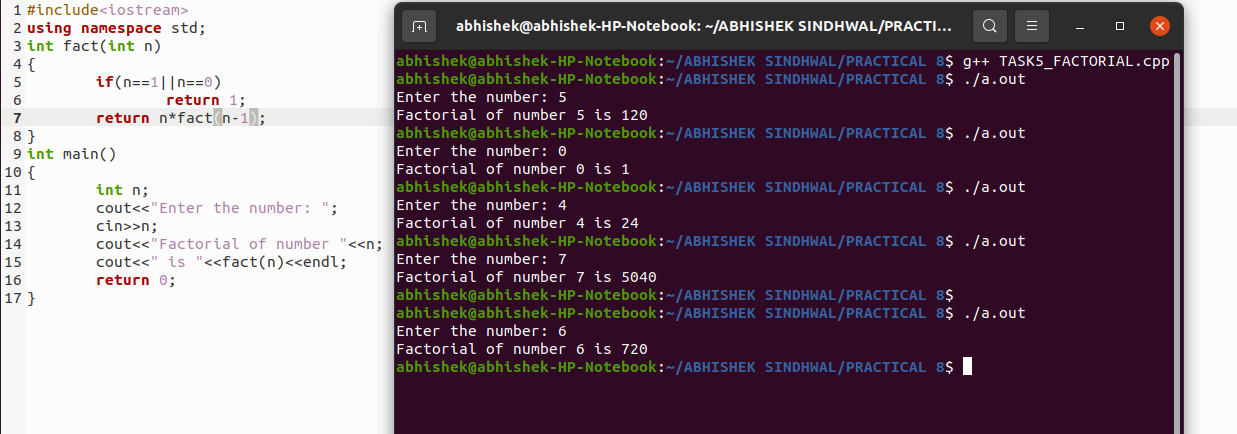 1 #include<iostream>
2 using namespace std;
3 int fact(int n)
4 {
5         if(n==1||n==0)
6                 return 1;
7         return n*fact(n-1);
8 }
9 int main()
10 {
11         int n;
12         cout<<"Enter the number: ";
13         cin>>n;
14         cout<<"Factorial of number "<<n;
15         cout<<" is "<<fact(n)<<endl;
16         return 0;
17 }
abhishek@abhishek-HP-Notebook: ~/ABHISHEK SINDHWAL/PRACTI...
abhishek@abhishek-HP-Notebook:~/ABHISHEK SINDHWAL/PRACTICAL 8$ g++ TASK5_FACTORIAL.cpp
abhishek@abhishek-HP-Notebook:~/ABHISHEK SINDHWAL/PRACTICAL 8$ ./a.out
Enter the number: 5
Factorial of number 5 is 120
abhishek@abhishek-HP-Notebook:~/ABHISHEK SINDHWAL/PRACTICAL 8$ ./a.out
Enter the number: 0
Factorial of number 0 is 1
abhishek@abhishek-HP-Notebook:~/ABHISHEK SINDHWAL/PRACTICAL 8$ ./a.out
Enter the number: 4
Factorial of number 4 is 24
abhishek@abhishek-HP-Notebook:~/ABHISHEK SINDHWAL/PRACTICAL 8$ ./a.out
Enter the number: 7
Factorial of number 7 is 5040
abhishek@abhishek-HP-Notebook:~/ABHISHEK SINDHWAL/PRACTICAL 8$
abhishek@abhishek-HP-Notebook:~/ABHISHEK SINDHWAL/PRACTICAL 8$ ./a.out
Enter the number: 6
Factorial of number 6 is 720
abhishek@abhishek-HP-Notebook:~/ABHISHEK SINDHWAL/PRACTICAL 8$